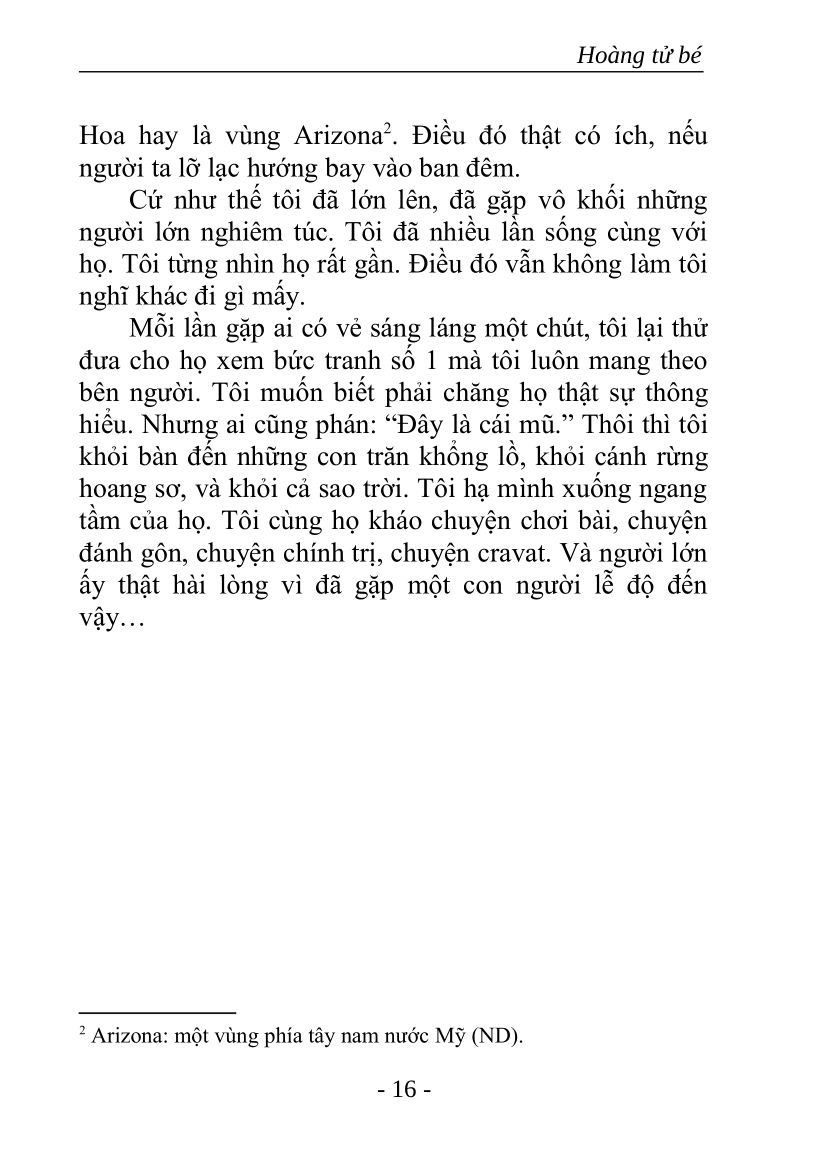 Hoàng tử bé
Hoa hay là vùng Arizona². Điều đó thật có ích, nếu
người ta lỡ lạc hướng bay vào ban đêm.
Cứ như thế tôi đã lớn lên, đã gặp vô khối những
người lớn nghiêm túc. Tôi đã nhiều lần sống cùng với
họ. Tôi từng nhìn họ rất gần. Điều đó vẫn không làm tôi
nghĩ khác đi gì mấy.
Mỗi lần gặp ai có vẻ sáng láng một chút, tôi lại thử
đưa cho họ xem bức tranh số 1 mà tôi luôn mang theo
bên người. Tôi muốn biết phải chăng họ thật sự thông
hiểu. Nhưng ai cũng phán: “Đây là cái mũ.” Thôi thì tôi
khỏi bàn đến những con trăn khổng lồ, khỏi cánh rừng
hoang sơ, và khỏi cả sao trời. Tôi hạ mình xuống ngang
tầm của họ. Tôi cùng họ kháo chuyện chơi bài, chuyện
đánh gôn, chuyện chính trị, chuyện cravat. Và người lớn
ấy thật hài lòng vì đã gặp một con người lễ độ đến
vậy…
² Arizona: một vùng phía tây nam nước Mỹ (ND).
- 16 -